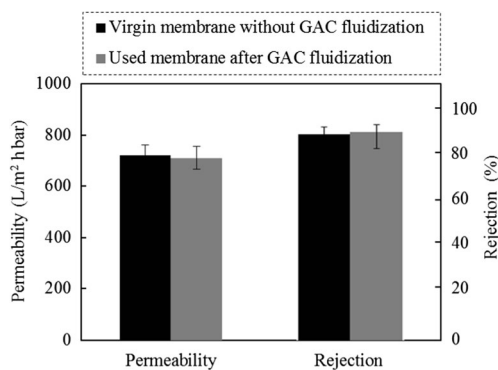 Virgin membrane without GAC fluidization
Used membrane after GAC fluidization
Permeability (L/m² h bar)
1000
800
600
400
200
0
100
80
60
40
20
0
Rejection (%)
Permeability
Rejection